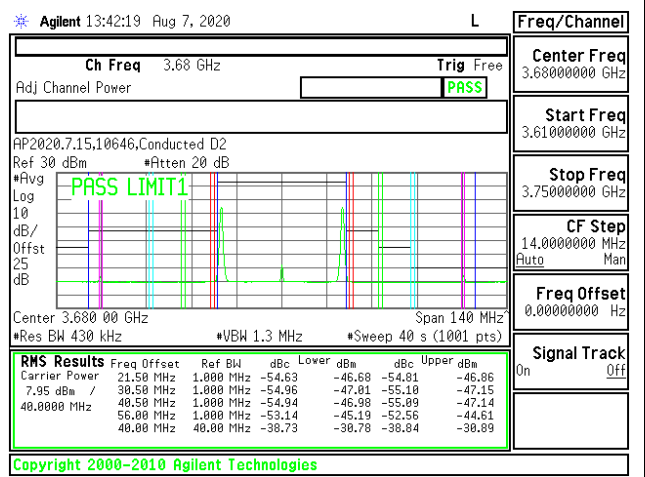 Agilent 13:42:19 Aug 7, 2020 L Freq/Channel
Ch Freq 3.68 GHz Trig Free
Adj Channel Power PASS
Center Freq
3.68000000 GHz
Start Freq
3.61000000 GHz
AP2020.7.15,10646,Conducted D2
Ref 30 dBm #Atten 20 dB
#Avg
Log
10
dB/
Offst
25
dB
PASS LIMIT1
Stop Freq
3.75000000 GHz
CF Step
14.0000000 MHz
Auto Man
Center 3.680 00 GHz Span 140 MHz
#Res BW 430 kHz #VBW 1.3 MHz #Sweep 40 s (1001 pts)
Freq Offset
0.00000000 Hz
Signal Track
On Off
RMS Results Freq Offset Ref BW dBc Lower dBm dBc Upper dBm
Carrier Power 21.50 MHz 1.000 MHz -54.63 -46.68 -54.81 -46.86
7.95 dBm / 30.50 MHz 1.000 MHz -54.96 -47.01 -55.10 -47.15
40.0000 MHz 40.50 MHz 1.000 MHz -54.94 -46.98 -55.09 -47.14
56.00 MHz 1.000 MHz -53.14 -45.19 -52.56 -44.61
40.00 MHz 40.00 MHz -38.73 -30.78 -38.84 -30.89
Copyright 2000-2010 Agilent Technologies